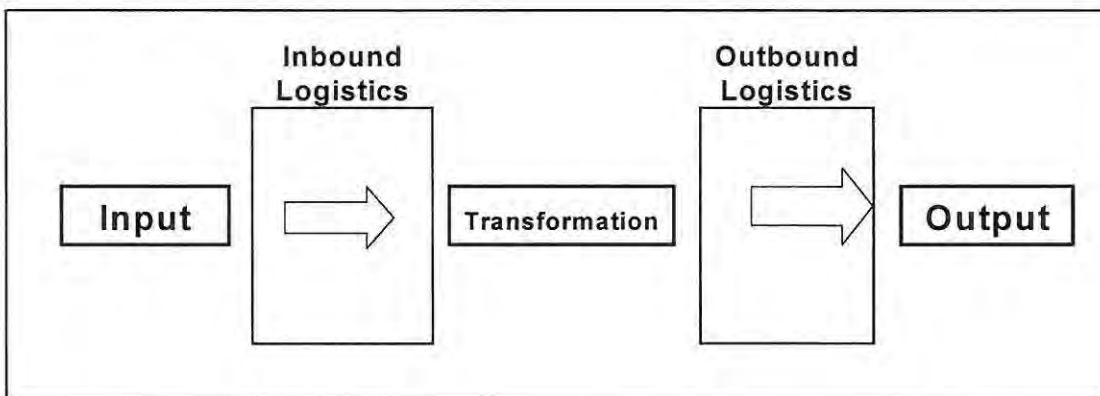 Inbound
Logistics
Outbound
Logistics
Input
Transformation
Output